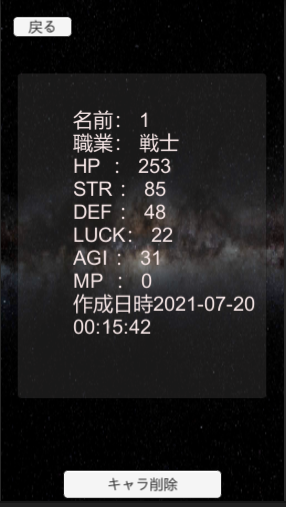 戻る
名前： 1
職業： 戦士
HP ： 253
STR ： 85
DEF ： 48
LUCK： 22
AGI ： 31
MP ： 0
作成日時2021-07-20
00:15:42
キャラ削除